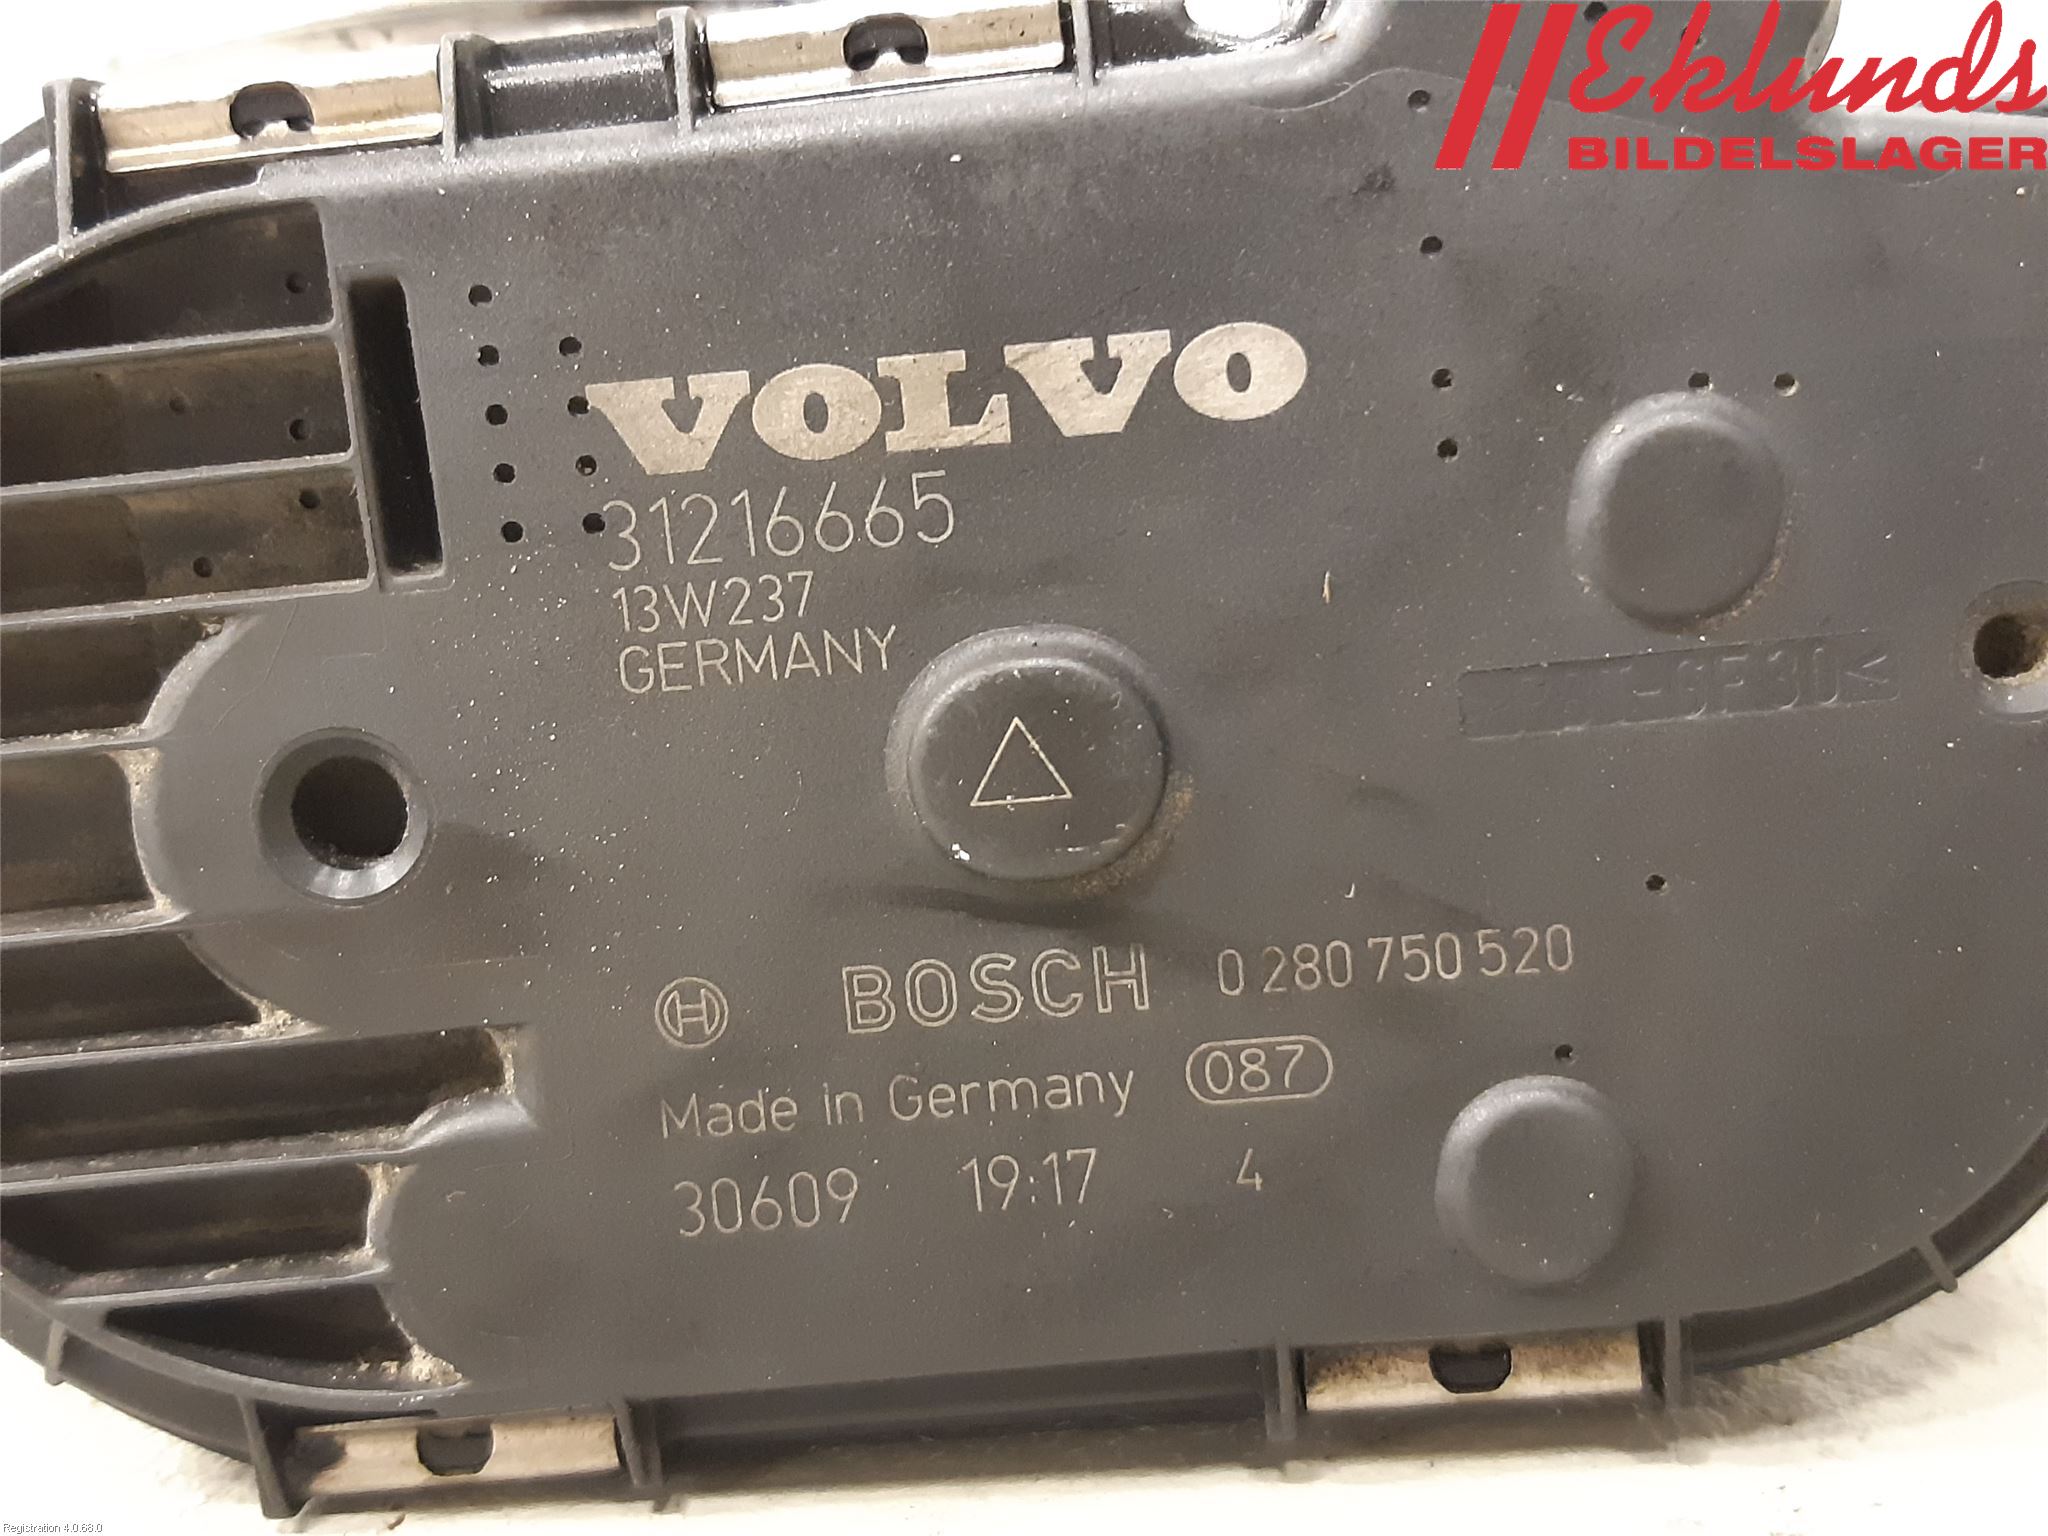 Eklunds
BILDELSLAGER
VOLVO
31216665
13W237
GERMANY
BOSCH 0 280 750 520
Made in Germany 087
30609 19:17 4
Registration 4.0.68.0